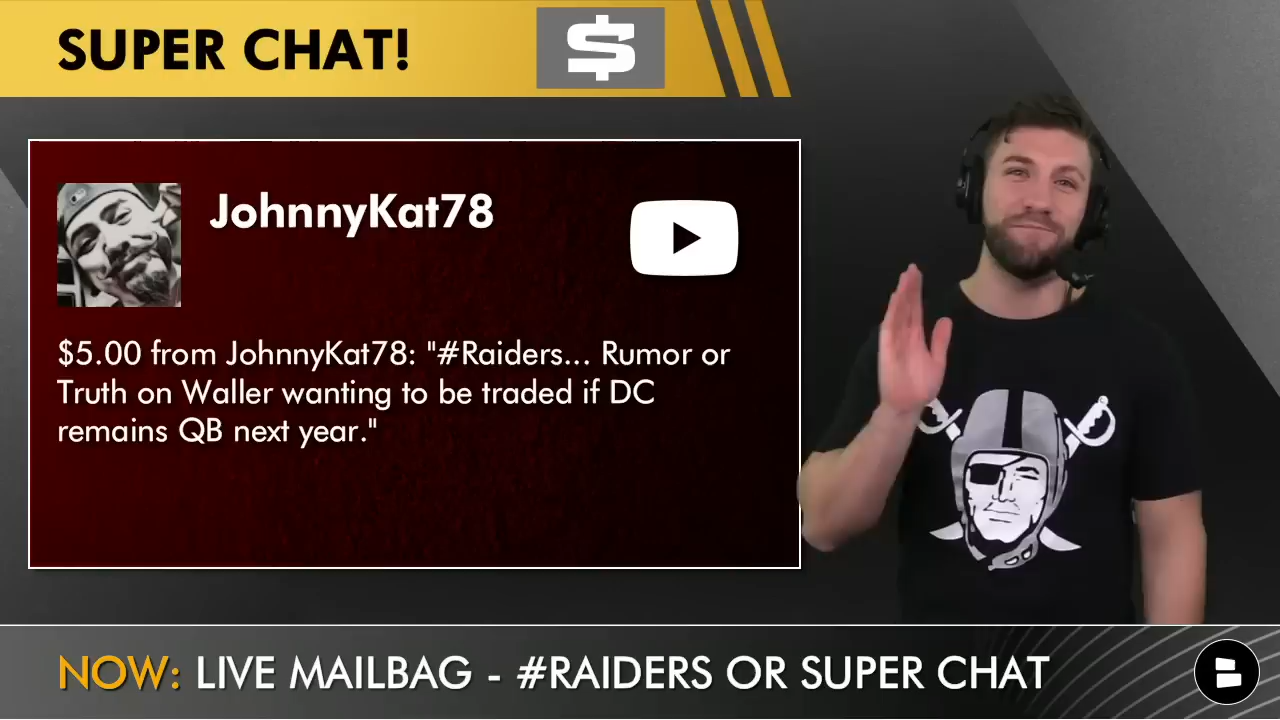 SUPER CHAT!
$
JohnnyKat78
$5.00 from JohnnyKat78: "#Raiders... Rumor or
Truth on Waller wanting to be traded if DC
remains QB next year."
NOW: LIVE MAILBAG - #RAIDERS OR SUPER CHAT